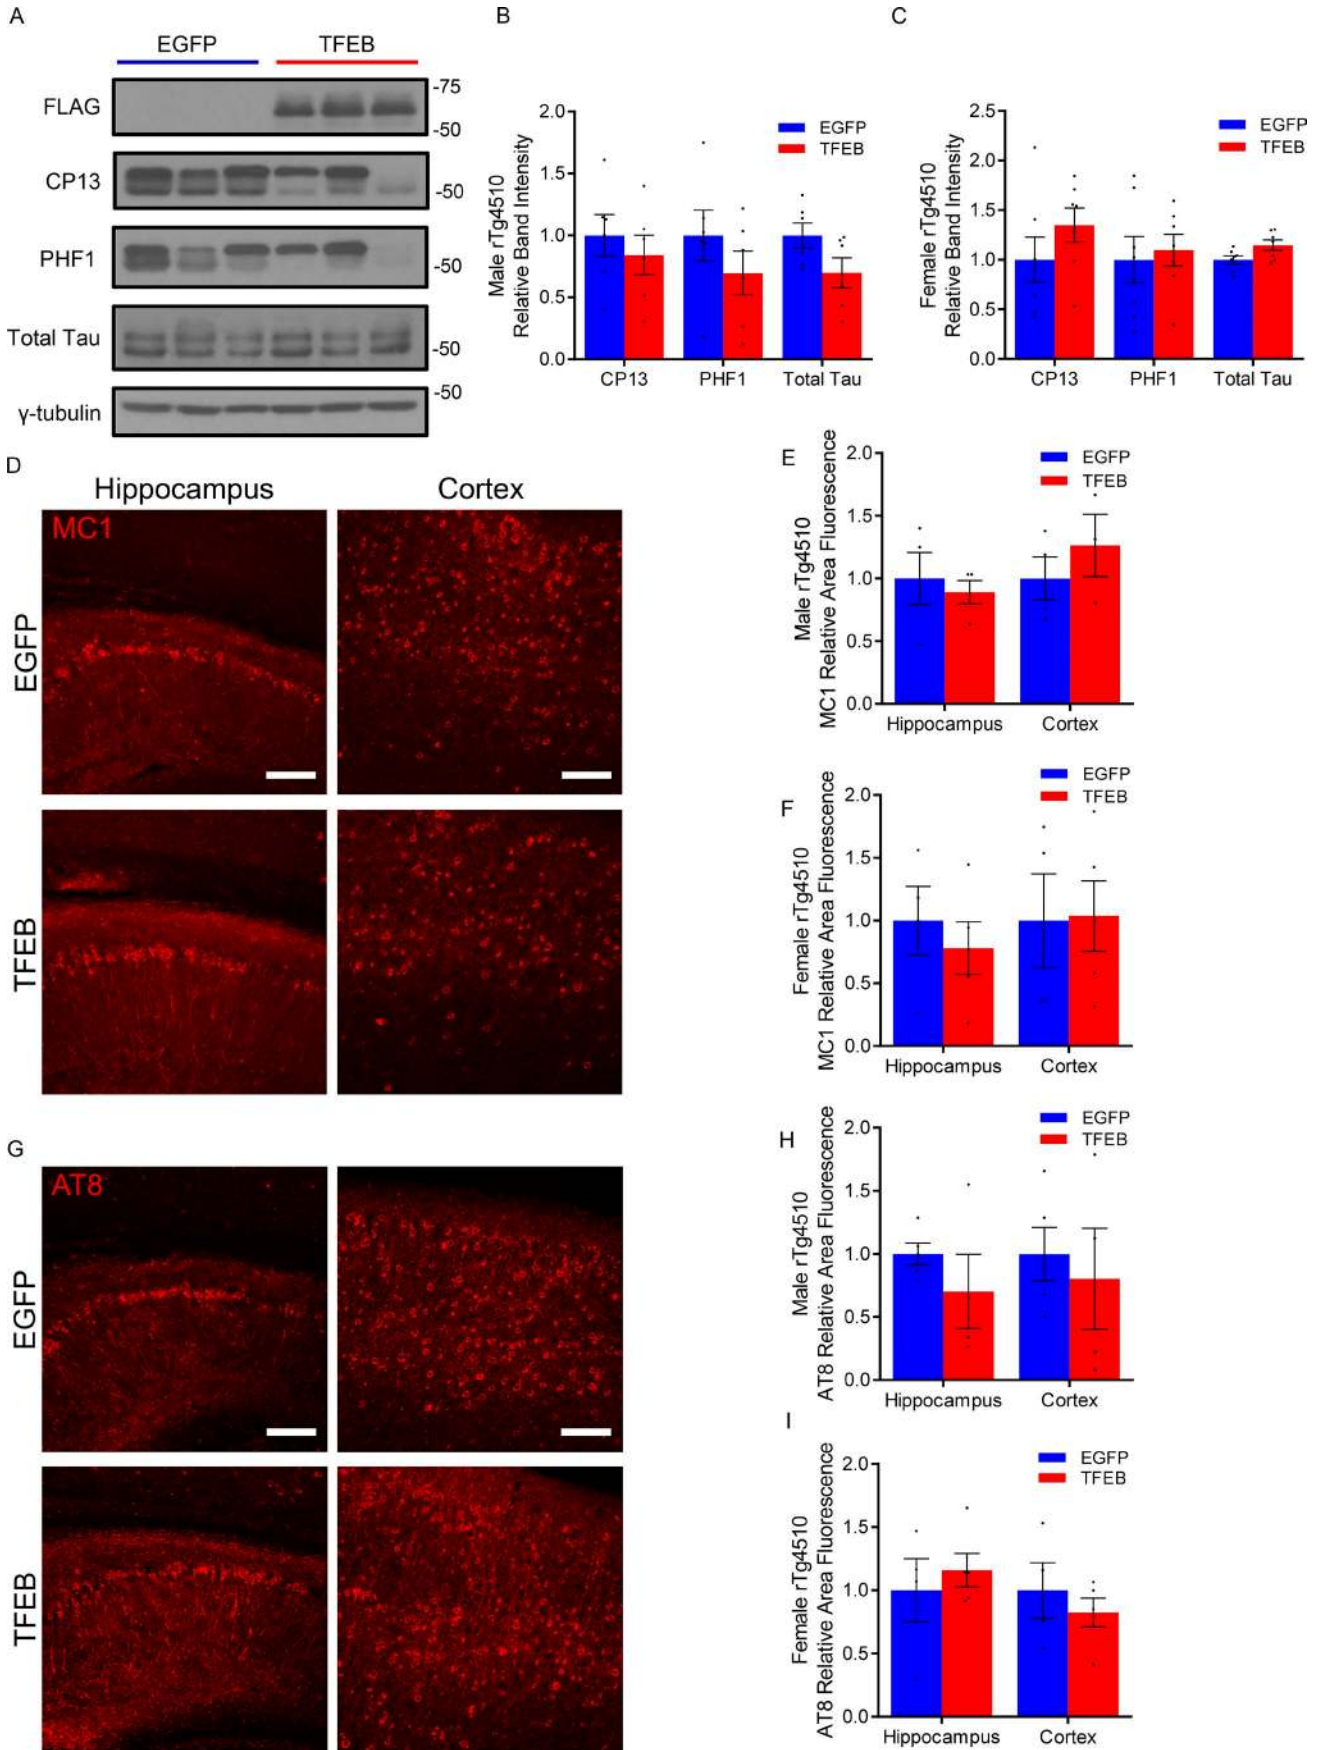 A
EGFP
TFEB
FLAG
-75
-50
CP13
-50
PHF1
-50
Total Tau
-50
γ-tubulin
-50
B
Male rTg4510
Relative Band Intensity
2.0
1.5
1.0
0.5
0.0
EGFP
TFEB
CP13
PHF1
Total Tau
C
Female rTg4510
Relative Band Intensity
2.5
2.0
1.5
1.0
0.5
0.0
EGFP
TFEB
CP13
PHF1
Total Tau
D
Hippocampus
Cortex
MC1
EGFP
TFEB
E
Male rTg4510
MC1 Relative Area Fluorescence
2.0
1.5
1.0
0.5
0.0
EGFP
TFEB
Hippocampus
Cortex
F
Female rTg4510
MC1 Relative Area Fluorescence
2.0
1.5
1.0
0.5
0.0
EGFP
TFEB
Hippocampus
Cortex
G
AT8
EGFP
TFEB
H
Male rTg4510
AT8 Relative Area Fluorescence
2.0
1.5
1.0
0.5
0.0
EGFP
TFEB
Hippocampus
Cortex
I
Female rTg4510
AT8 Relative Area Fluorescence
2.0
1.5
1.0
0.5
0.0
EGFP
TFEB
Hippocampus
Cortex